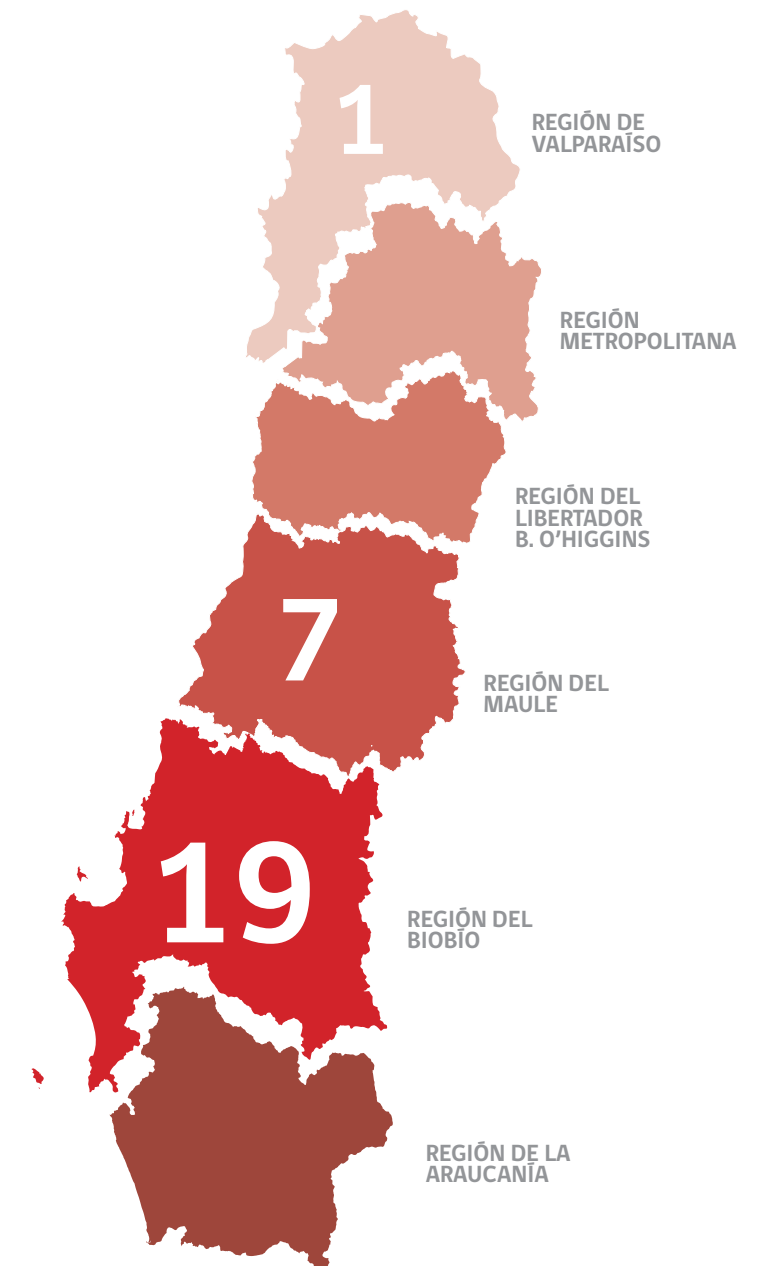 1
REGIÓN DE
VALPARAÍSO
REGIÓN
METROPOLITANA
REGIÓN DEL
LIBERTADOR
B. O'HIGGINS
7
REGIÓN DEL
MAULE
19
REGIÓN DEL
BIOBÍO
REGIÓN DE LA
ARAUCANÍA